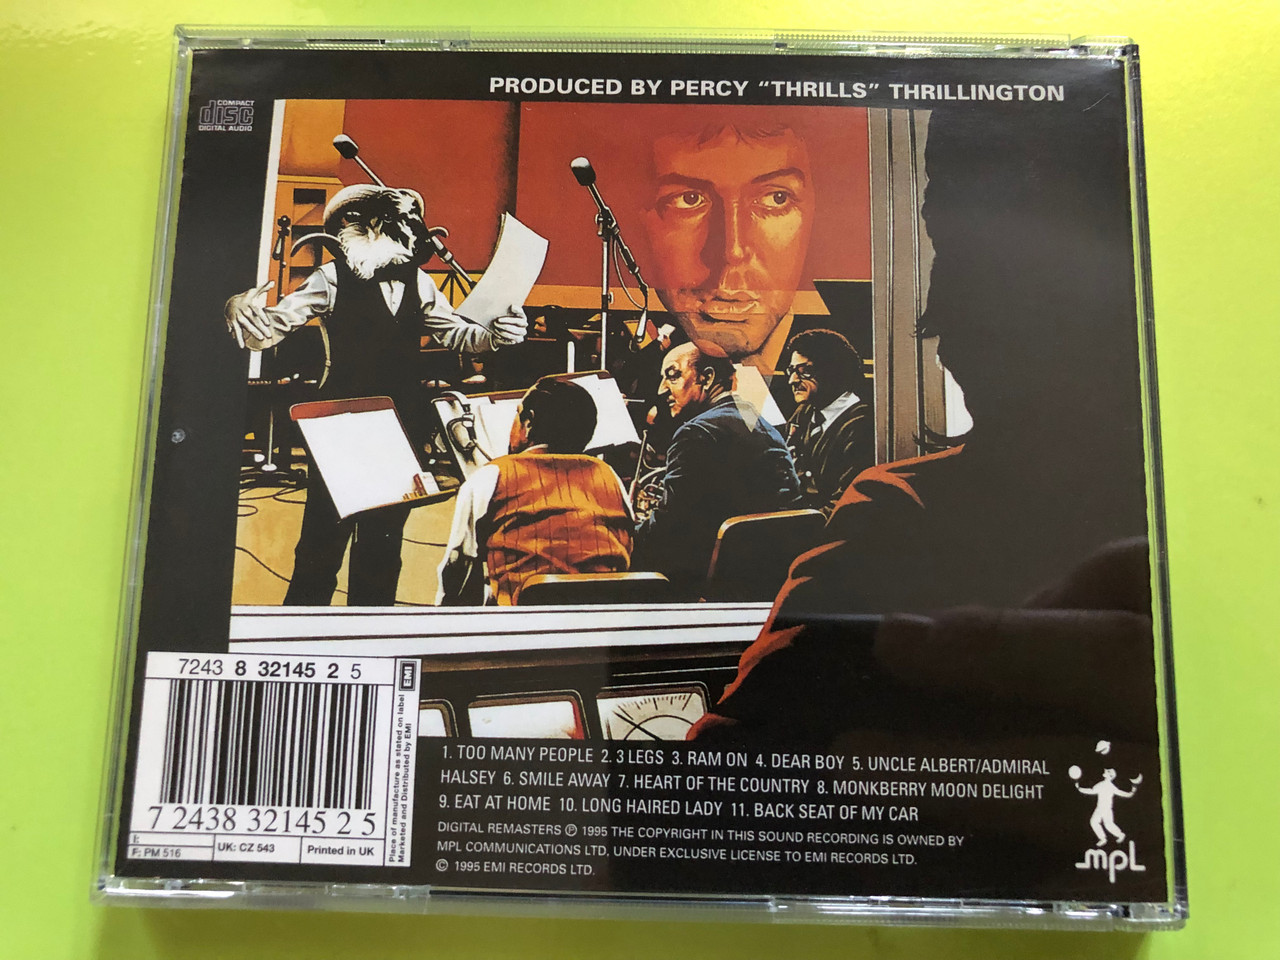 PRODUCED BY PERCY “THRILLS” THRILLINGTON
COMPACT
disc
DIGITAL AUDIO
7243 8 32145 2 5
EMI
Place of manufacture as stated on label
Marketed and Distributed by EMI
7 24383 21452 5
I:
F: PM 516
UK: CZ 543
Printed in UK
1. TOO MANY PEOPLE 2. 3 LEGS 3. RAM ON 4. DEAR BOY 5. UNCLE ALBERT/ADMIRAL
HALSEY 6. SMILE AWAY 7. HEART OF THE COUNTRY 8. MONKBERRY MOON DELIGHT
9. EAT AT HOME 10. LONG HAIRED LADY 11. BACK SEAT OF MY CAR
DIGITAL REMASTERS ℗ 1995 THE COPYRIGHT IN THIS SOUND RECORDING IS OWNED BY
MPL COMMUNICATIONS LTD, UNDER EXCLUSIVE LICENSE TO EMI RECORDS LTD.
© 1995 EMI RECORDS LTD.
mpl